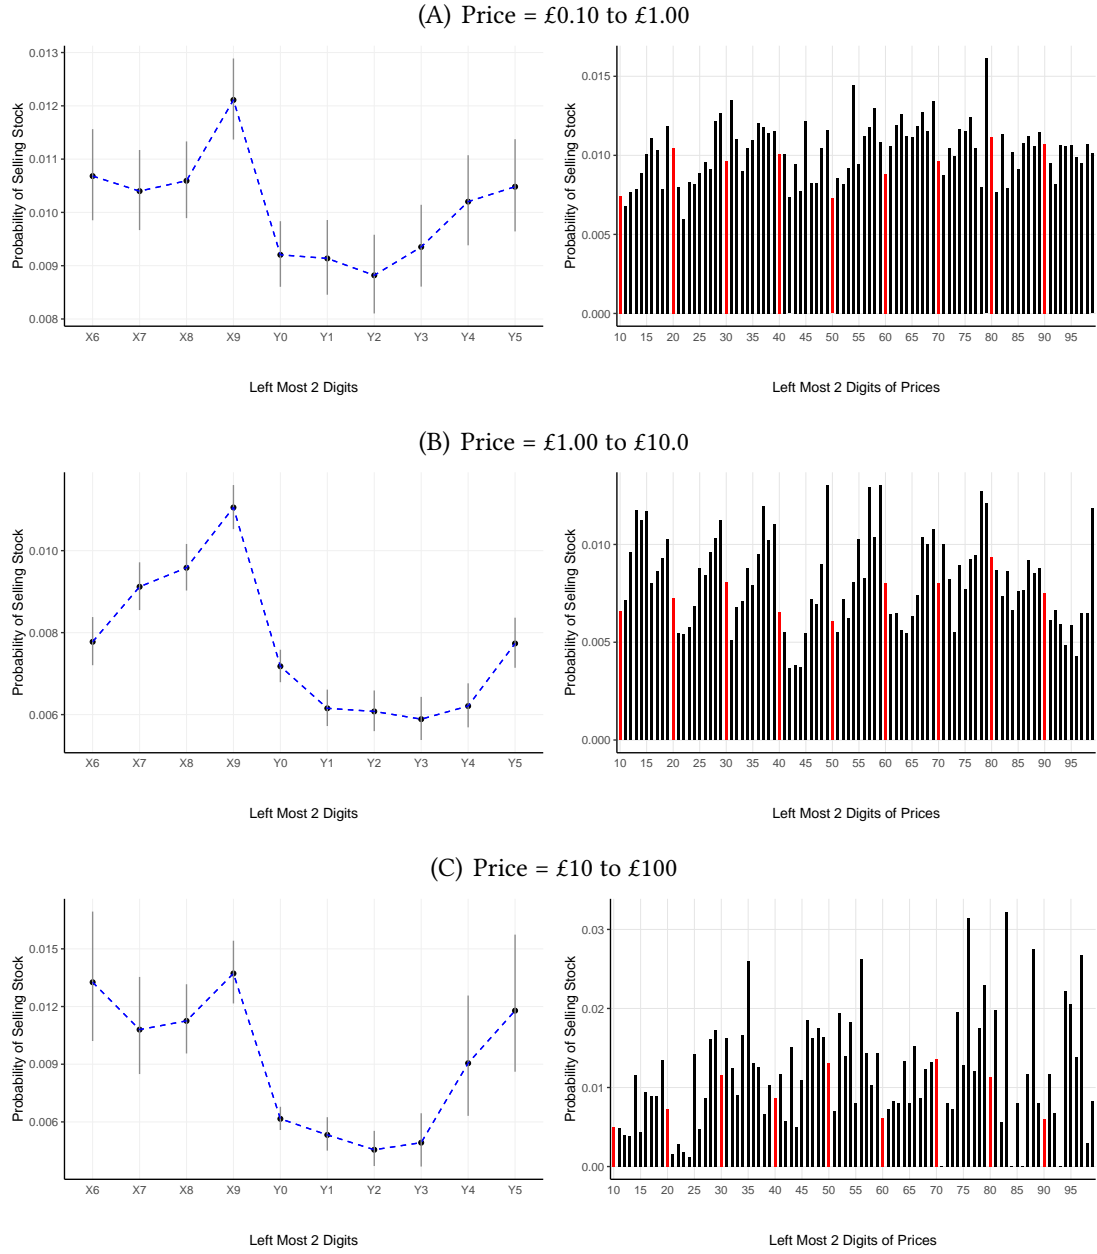 (A) Price = £0.10 to £1.00
0.013
0.012
0.011
0.010
0.009
0.008
Probability of Selling Stock
X6 X7 X8 X9 Y0 Y1 Y2 Y3 Y4 Y5
Left Most 2 Digits
0.015
0.010
0.005
0.000
Probability of Selling Stock
10 15 20 25 30 35 40 45 50 55 60 65 70 75 80 85 90 95
Left Most 2 Digits of Prices
(B) Price = £1.00 to £10.0
0.010
0.008
0.006
Probability of Selling Stock
X6 X7 X8 X9 Y0 Y1 Y2 Y3 Y4 Y5
Left Most 2 Digits
0.010
0.005
0.000
Probability of Selling Stock
10 15 20 25 30 35 40 45 50 55 60 65 70 75 80 85 90 95
Left Most 2 Digits of Prices
(C) Price = £10 to £100
0.015
0.012
0.009
0.006
Probability of Selling Stock
X6 X7 X8 X9 Y0 Y1 Y2 Y3 Y4 Y5
Left Most 2 Digits
0.03
0.02
0.01
0.00
Probability of Selling Stock
10 15 20 25 30 35 40 45 50 55 60 65 70 75 80 85 90 95
Left Most 2 Digits of Prices